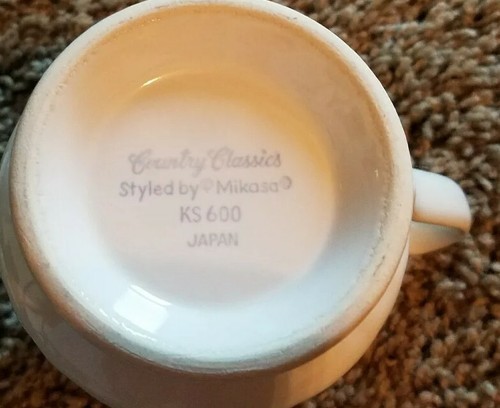 Country Classics
Styled by © Mikasa®
KS 600
JAPAN